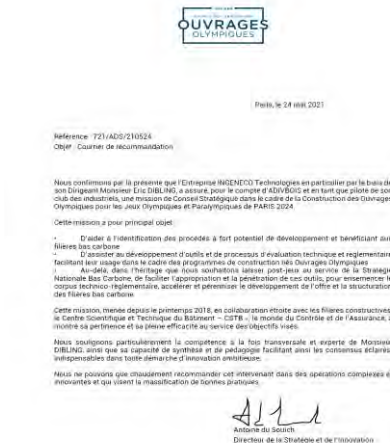 OUVRAGES
OLYMPIQUES
Paris, le 24 mai 2021
Référence : 721/ADS/210524
Objet : Courrier de recommandation
Nous confirmons par la présente que l'Entreprise INGENECO Technologies en particulier par le biais de
son Dirigeant Monsieur Eric DIBLING, a assuré, pour le compte d'ADIVBOIS et en tant que pilote de son
club des industriels, une mission de Conseil Stratégique dans le cadre de la Construction des Ouvrages
Olympiques pour les Jeux Olympiques et Paralympiques de PARIS 2024
Cette mission a pour principal objet
- D'aider à l'identification des procédés à fort potentiel de développement et bénéficiant aux
filières bas carbone
- D'assister au développement d'outils et de processus d'évaluation technique et réglementaire
facilitant leur usage dans le cadre des programmes de construction liés Ouvrages Olympiques
- Au-delà, dans l'héritage que nous souhaitons laisser post-jeux au service de la Stratégie
Nationale Bas Carbone, de faciliter l'appropriation et la pénétration de ces outils, pour ensemencer le
corpus technico-réglementaire, accélérer et pérenniser le développement de l'offre et la structuration
des filières bas carbone
Cette mission, menée depuis le printemps 2018, en collaboration étroite avec les filières constructives,
le Centre Scientifique et Technique du Bâtiment – CSTB -, le monde du Contrôle et de l'Assurance, a
montré sa pertinence et sa pleine efficacité au service des objectifs visés.
Nous soulignons particulièrement la compétence à la fois transversale et experte de Monsieur
DIBLING, ainsi que sa capacité de synthèse et de pédagogie facilitant ainsi les consensus éclairés
indispensables dans toute démarche d'innovation ambitieuse.
Nous ne pouvons que chaudement recommander cet intervenant dans des opérations complexes et
innovantes et qui visent la massification de bonnes pratiques.
Antoine du Souich
Directeur de la Stratégie et de l'Innovation